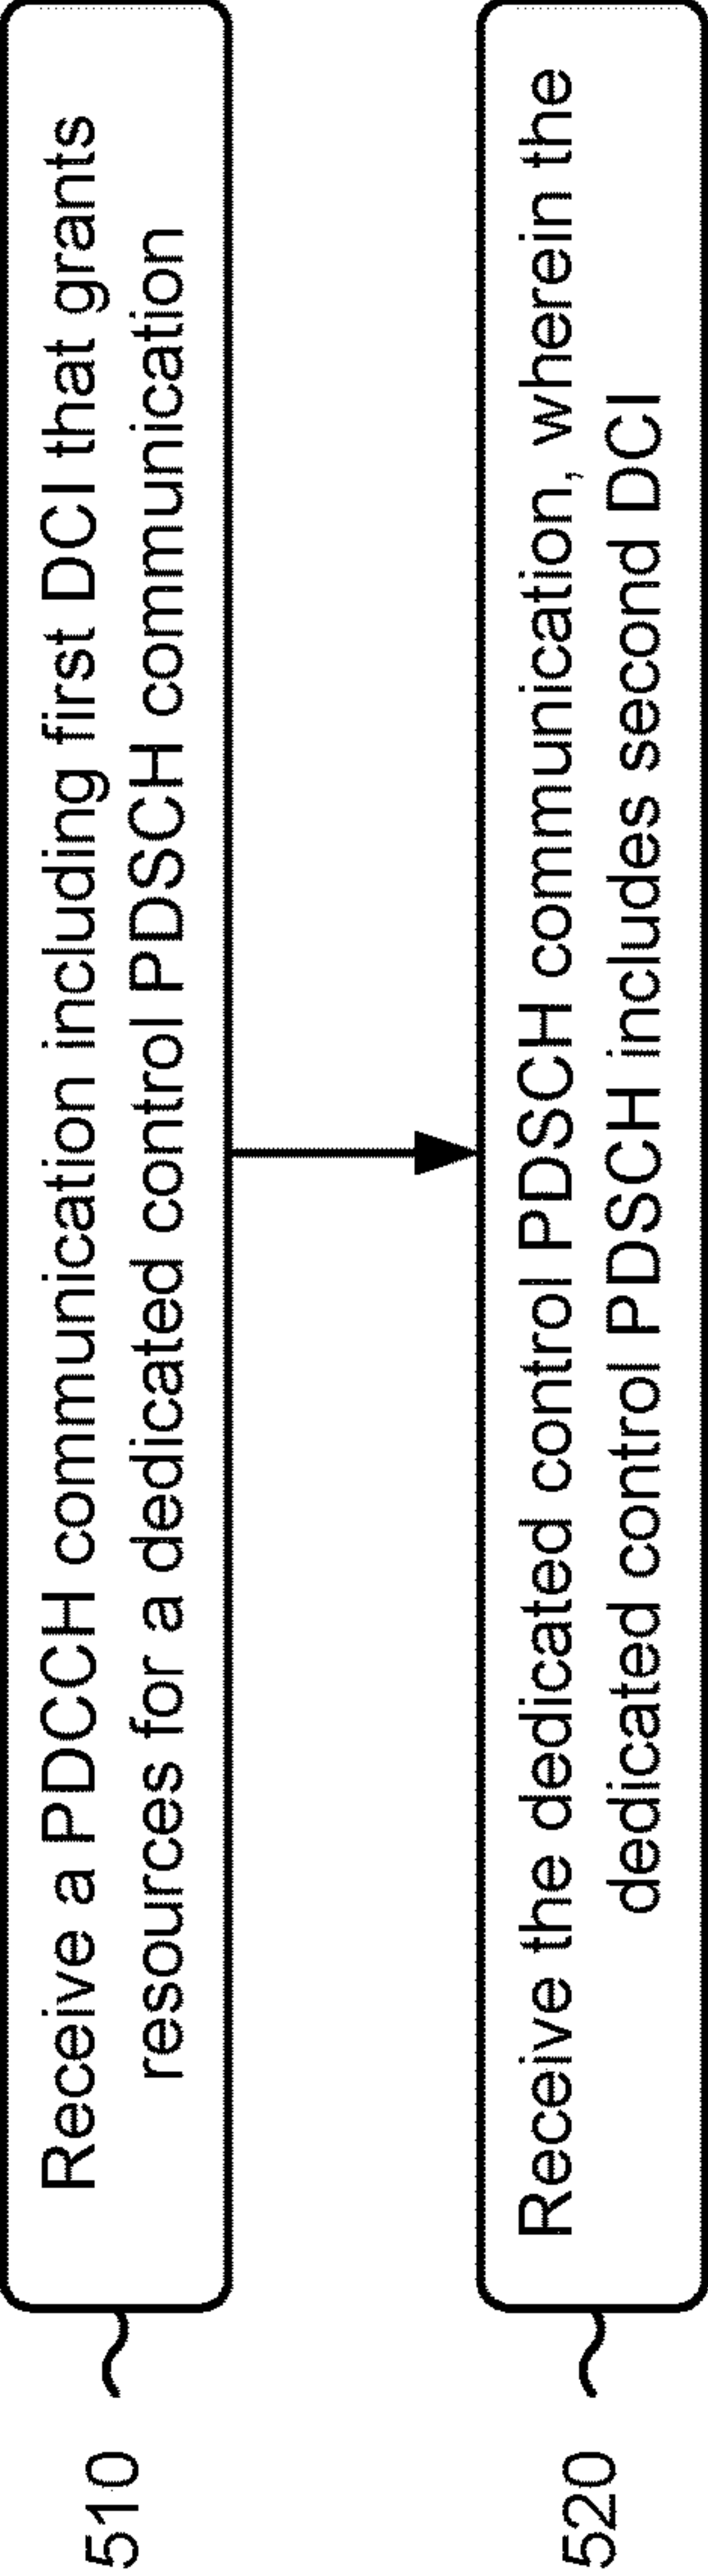 510
Receive a PDCCH communication including first DCI that grants
resources for a dedicated control PDSCH communication
520
Receive the dedicated control PDSCH communication, wherein the
dedicated control PDSCH includes second DCI